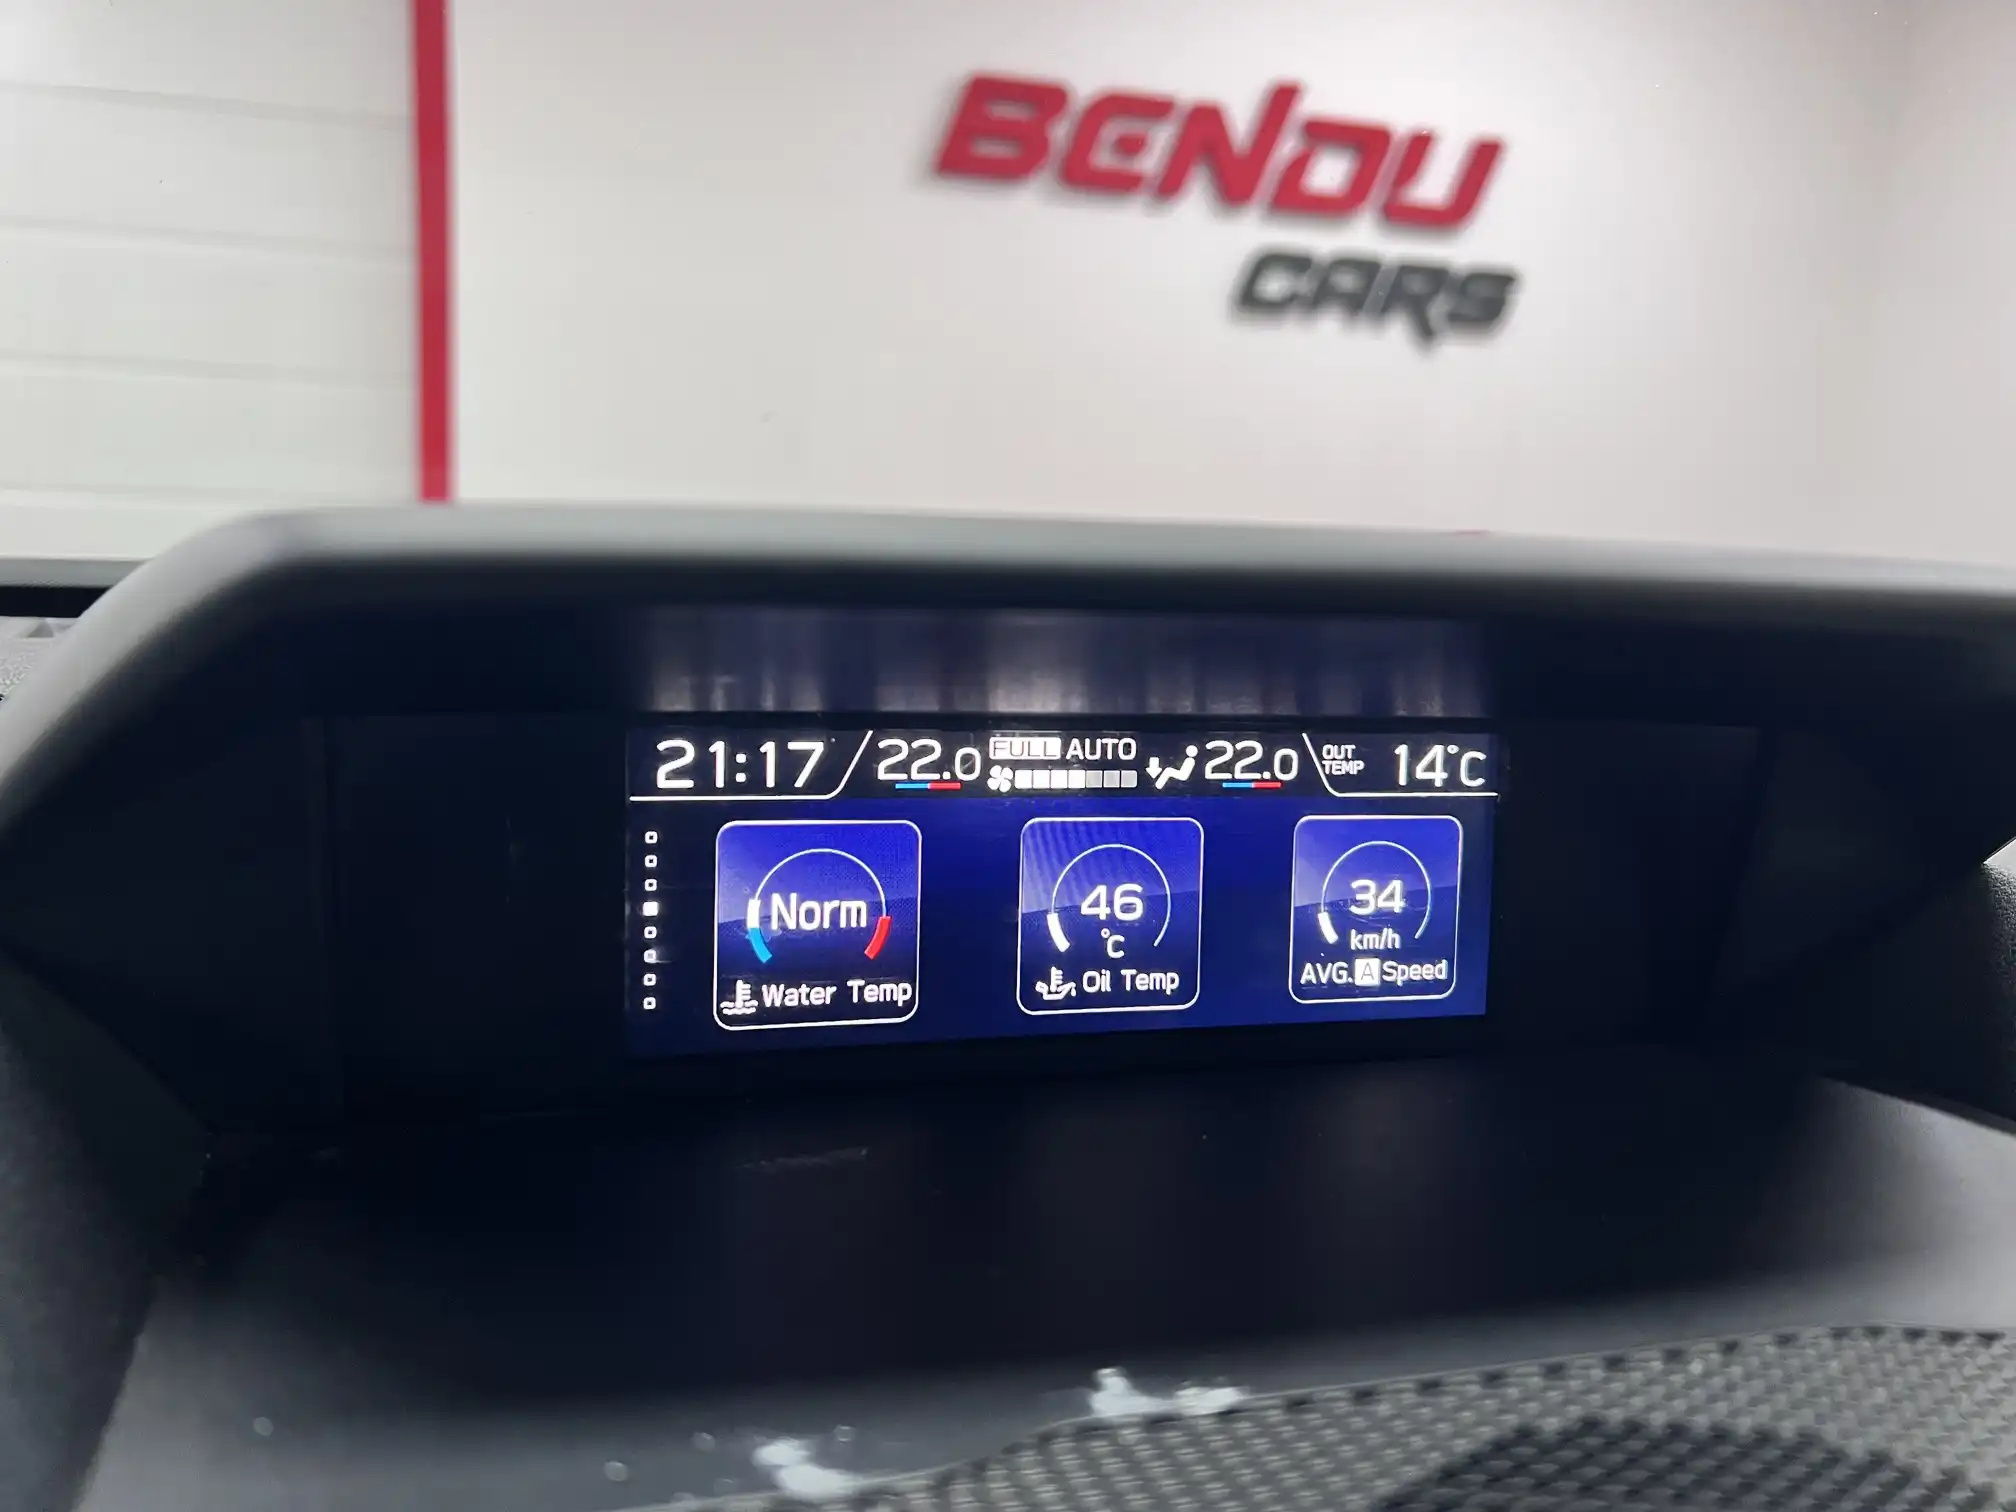 BENDU
CARS
21:17 22.0 FULL AUTO 22.0 OUT TEMP 14°C
Norm
Water Temp
46
°C
Oil Temp
34
km/h
AVG. A Speed